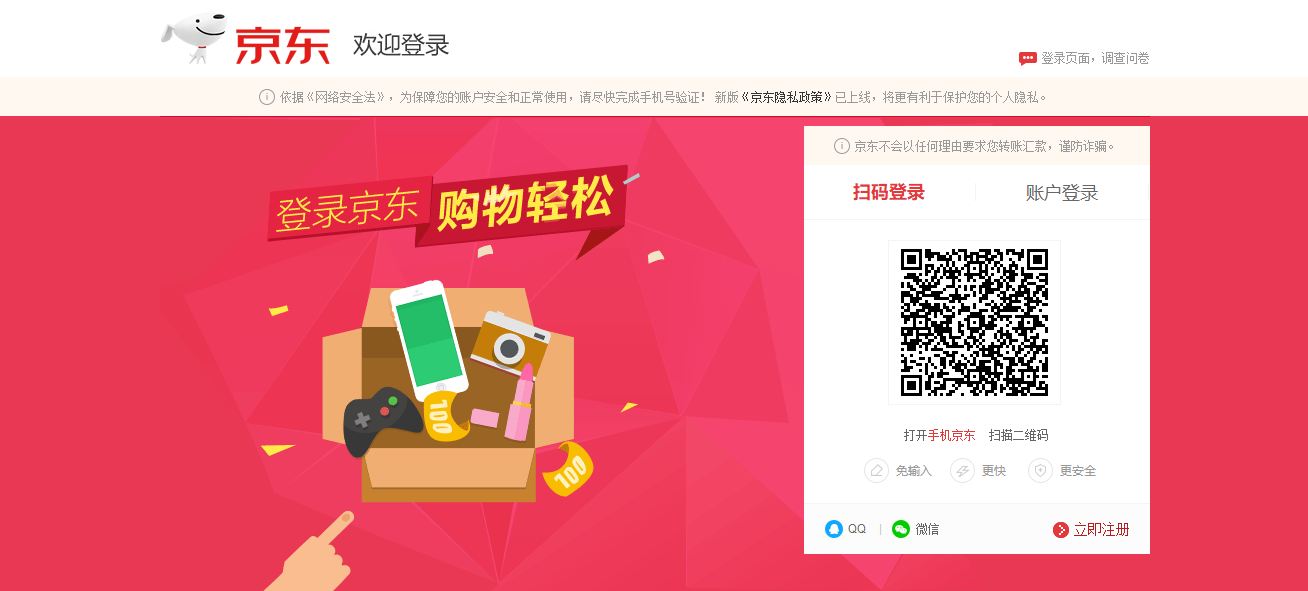 京东 欢迎登录
登录页面，调查问卷
依据《网络安全法》，为保障您的账户安全和正常使用，请尽快完成手机号验证！ 新版《京东隐私政策》已上线，将更有利于保护您的个人隐私。
京东不会以任何理由要求您转账汇款，谨防诈骗。
登录京东 购物轻松
扫码登录 账户登录
100
100
打开手机京东 扫描二维码
免输入 更快 更安全
QQ | 微信 立即注册